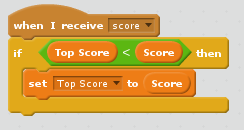 when I receive score
if Top Score < Score then
set Top Score to Score